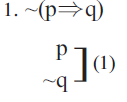 1. ~(p⇒q)
p
~q ] (1)